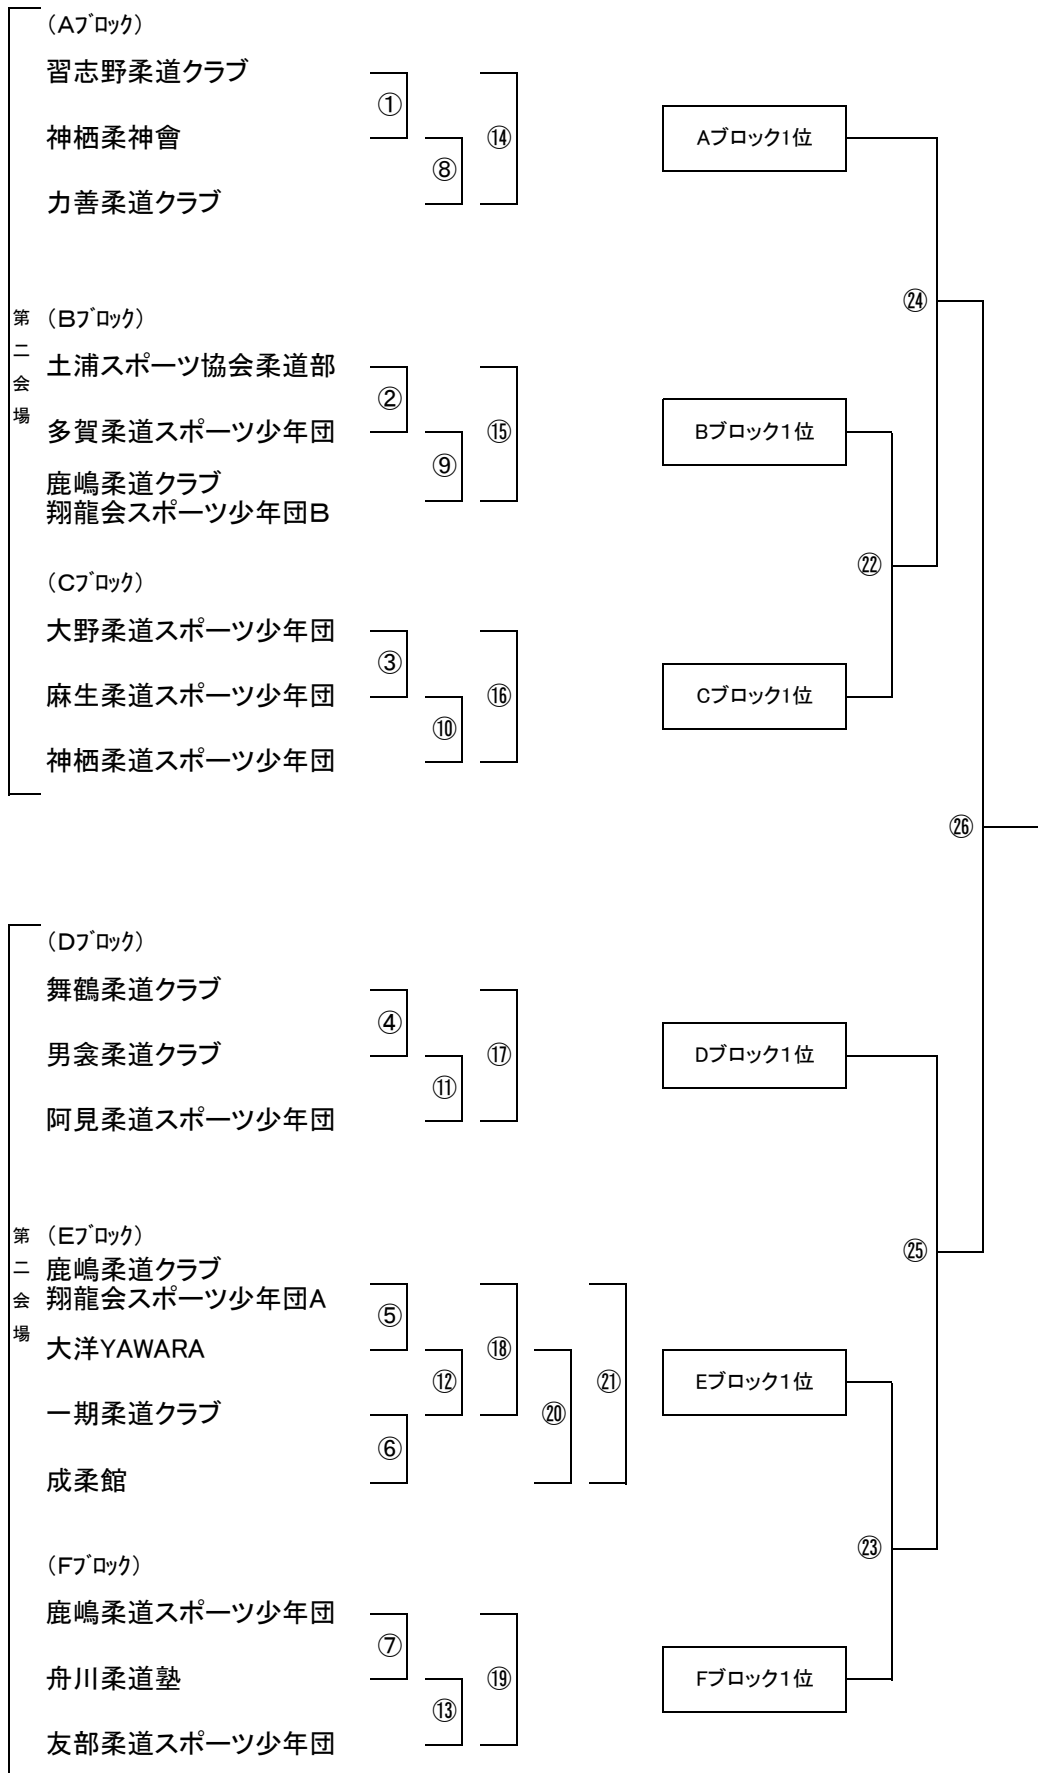 （Aﾌﾞﾛｯｸ）
習志野柔道クラブ
①
⑭
Aブロック1位
神栖柔神會
⑧
力善柔道クラブ
㉔
第二会場
（Bﾌﾞﾛｯｸ）
土浦スポーツ協会柔道部
②
⑮
Bブロック1位
多賀柔道スポーツ少年団
⑨
鹿嶋柔道クラブ
翔龍会スポーツ少年団B
㉒
（Cﾌﾞﾛｯｸ）
大野柔道スポーツ少年団
③
⑯
Cブロック1位
麻生柔道スポーツ少年団
⑩
神栖柔道スポーツ少年団
㉖
（Dﾌﾞﾛｯｸ）
舞鶴柔道クラブ
④
⑰
Dブロック1位
男衾柔道クラブ
⑪
阿見柔道スポーツ少年団
㉕
第二会場
（Eﾌﾞﾛｯｸ）
鹿嶋柔道クラブ
翔龍会スポーツ少年団A
⑤
⑱
大洋YAWARA
⑫
⑳
㉑
Eブロック1位
一期柔道クラブ
⑥
成柔館
㉓
（Fﾌﾞﾛｯｸ）
鹿嶋柔道スポーツ少年団
⑦
⑲
Fブロック1位
舟川柔道塾
⑬
友部柔道スポーツ少年団